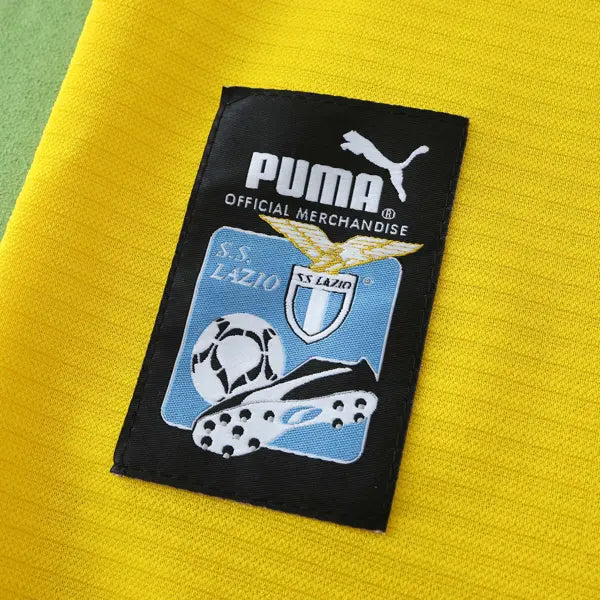 PUMA®
OFFICIAL MERCHANDISE
S.S.
LAZIO
S.S. LAZIO
©